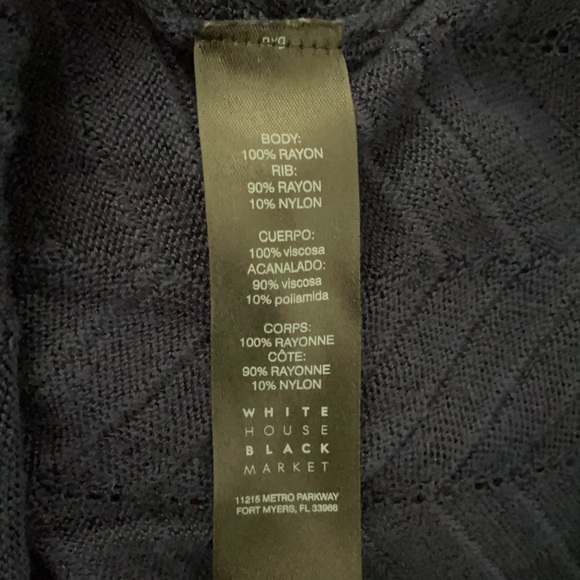 BODY:
100% RAYON
RIB:
90% RAYON
10% NYLON
CUERPO:
100% viscosa
ACANALADO:
90% viscosa
10% poliamida
CORPS:
100% RAYONNE
CÔTE:
90% RAYONNE
10% NYLON
WHITE
HOUSE
BLACK
MARKET
11215 METRO PARKWAY
FORT MYERS, FL 33966